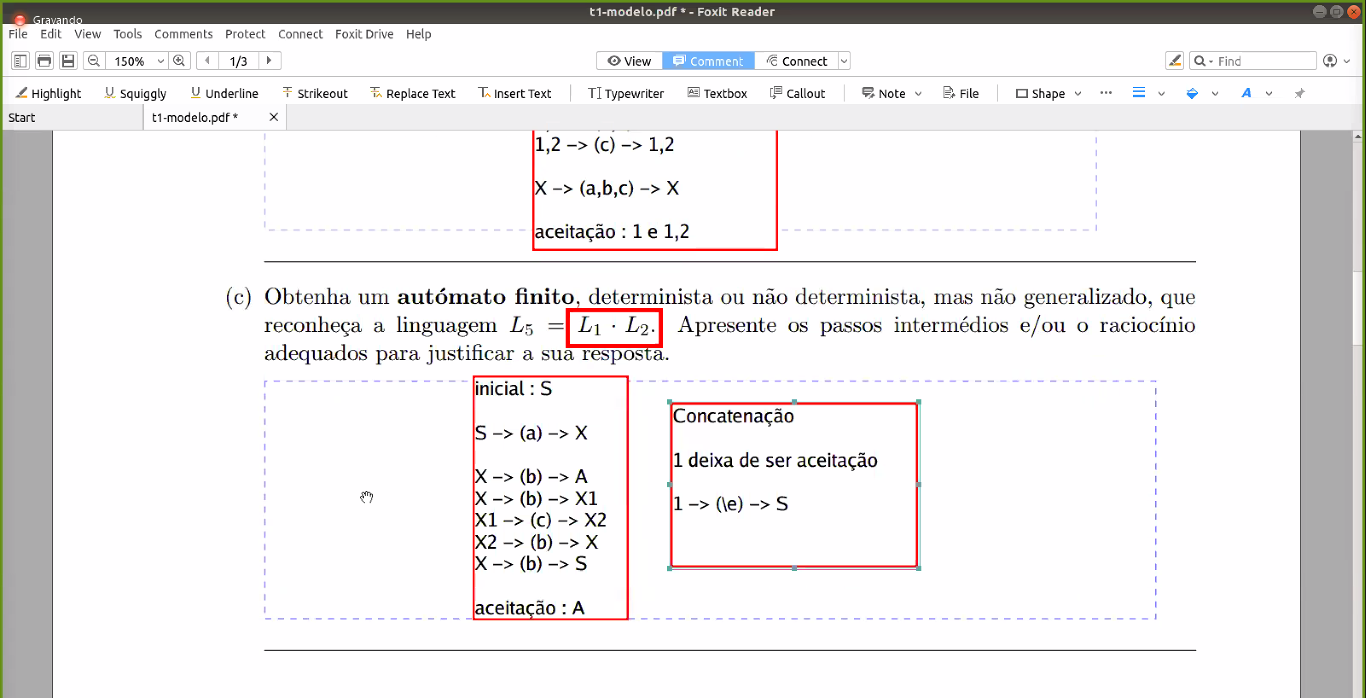 t1-modelo.pdf * - Foxit Reader
Gravando
File Edit View Tools Comments Protect Connect Foxit Drive Help
150% 1/3 View Comment Connect Find
Highlight Squiggly Underline Strikeout Replace Text Insert Text Typewriter Textbox Callout Note File Shape
Start t1-modelo.pdf *
1,2 –> (c) –> 1,2
X –> (a,b,c) –> X
aceitação : 1 e 1,2
(c) Obtenha um autómato finito, determinista ou não determinista, mas não generalizado, que
reconheça a linguagem L₅ = L₁ · L₂. Apresente os passos intermédios e/ou o raciocínio
adequados para justificar a sua resposta.
inicial : S
S –> (a) –> X
X –> (b) –> A
X –> (b) –> X1
X1 –> (c) –> X2
X2 –> (b) –> X
X –> (b) –> S
aceitação : A
Concatenação
1 deixa de ser aceitação
1 –> (\e) –> S